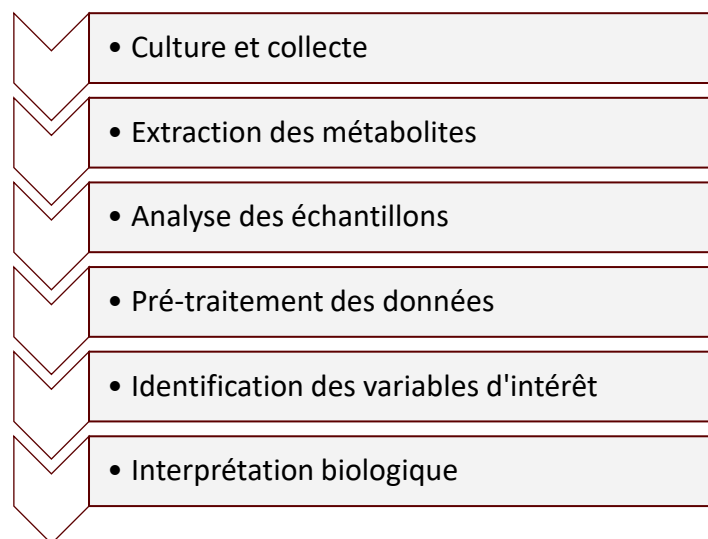 • Culture et collecte
• Extraction des métabolites
• Analyse des échantillons
• Pré-traitement des données
• Identification des variables d'intérêt
• Interprétation biologique